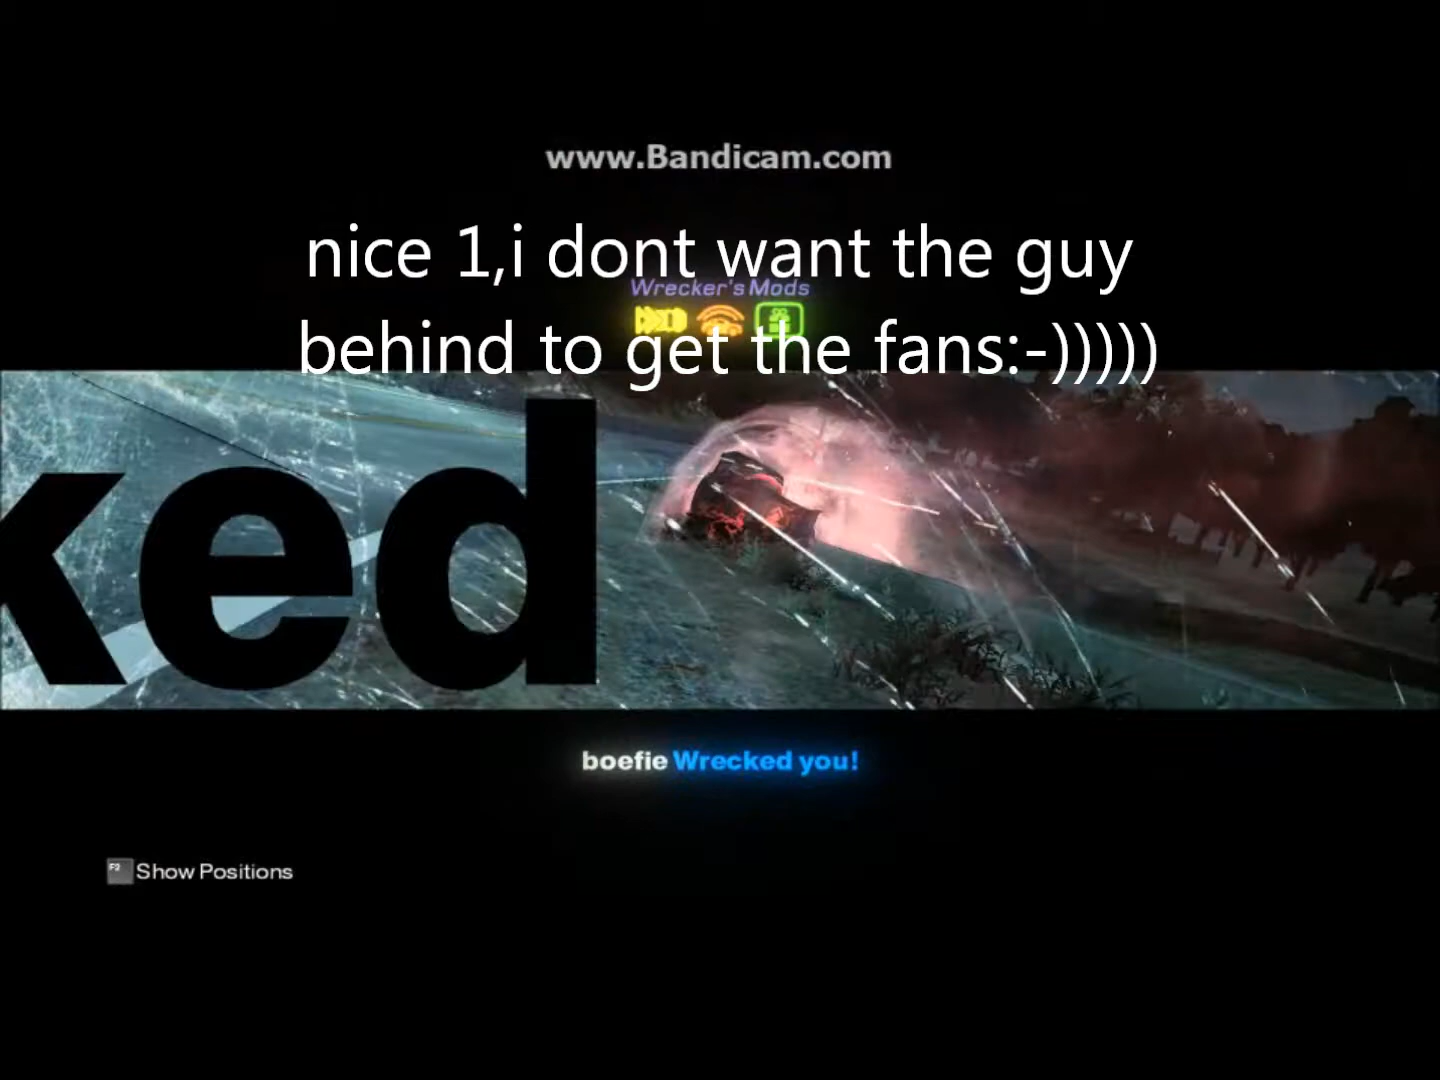 www.Bandicam.com
nice 1,i dont want the guy
Wrecker's Mods
behind to get the fans:-)))))
ked
boefie Wrecked you!
F2 Show Positions